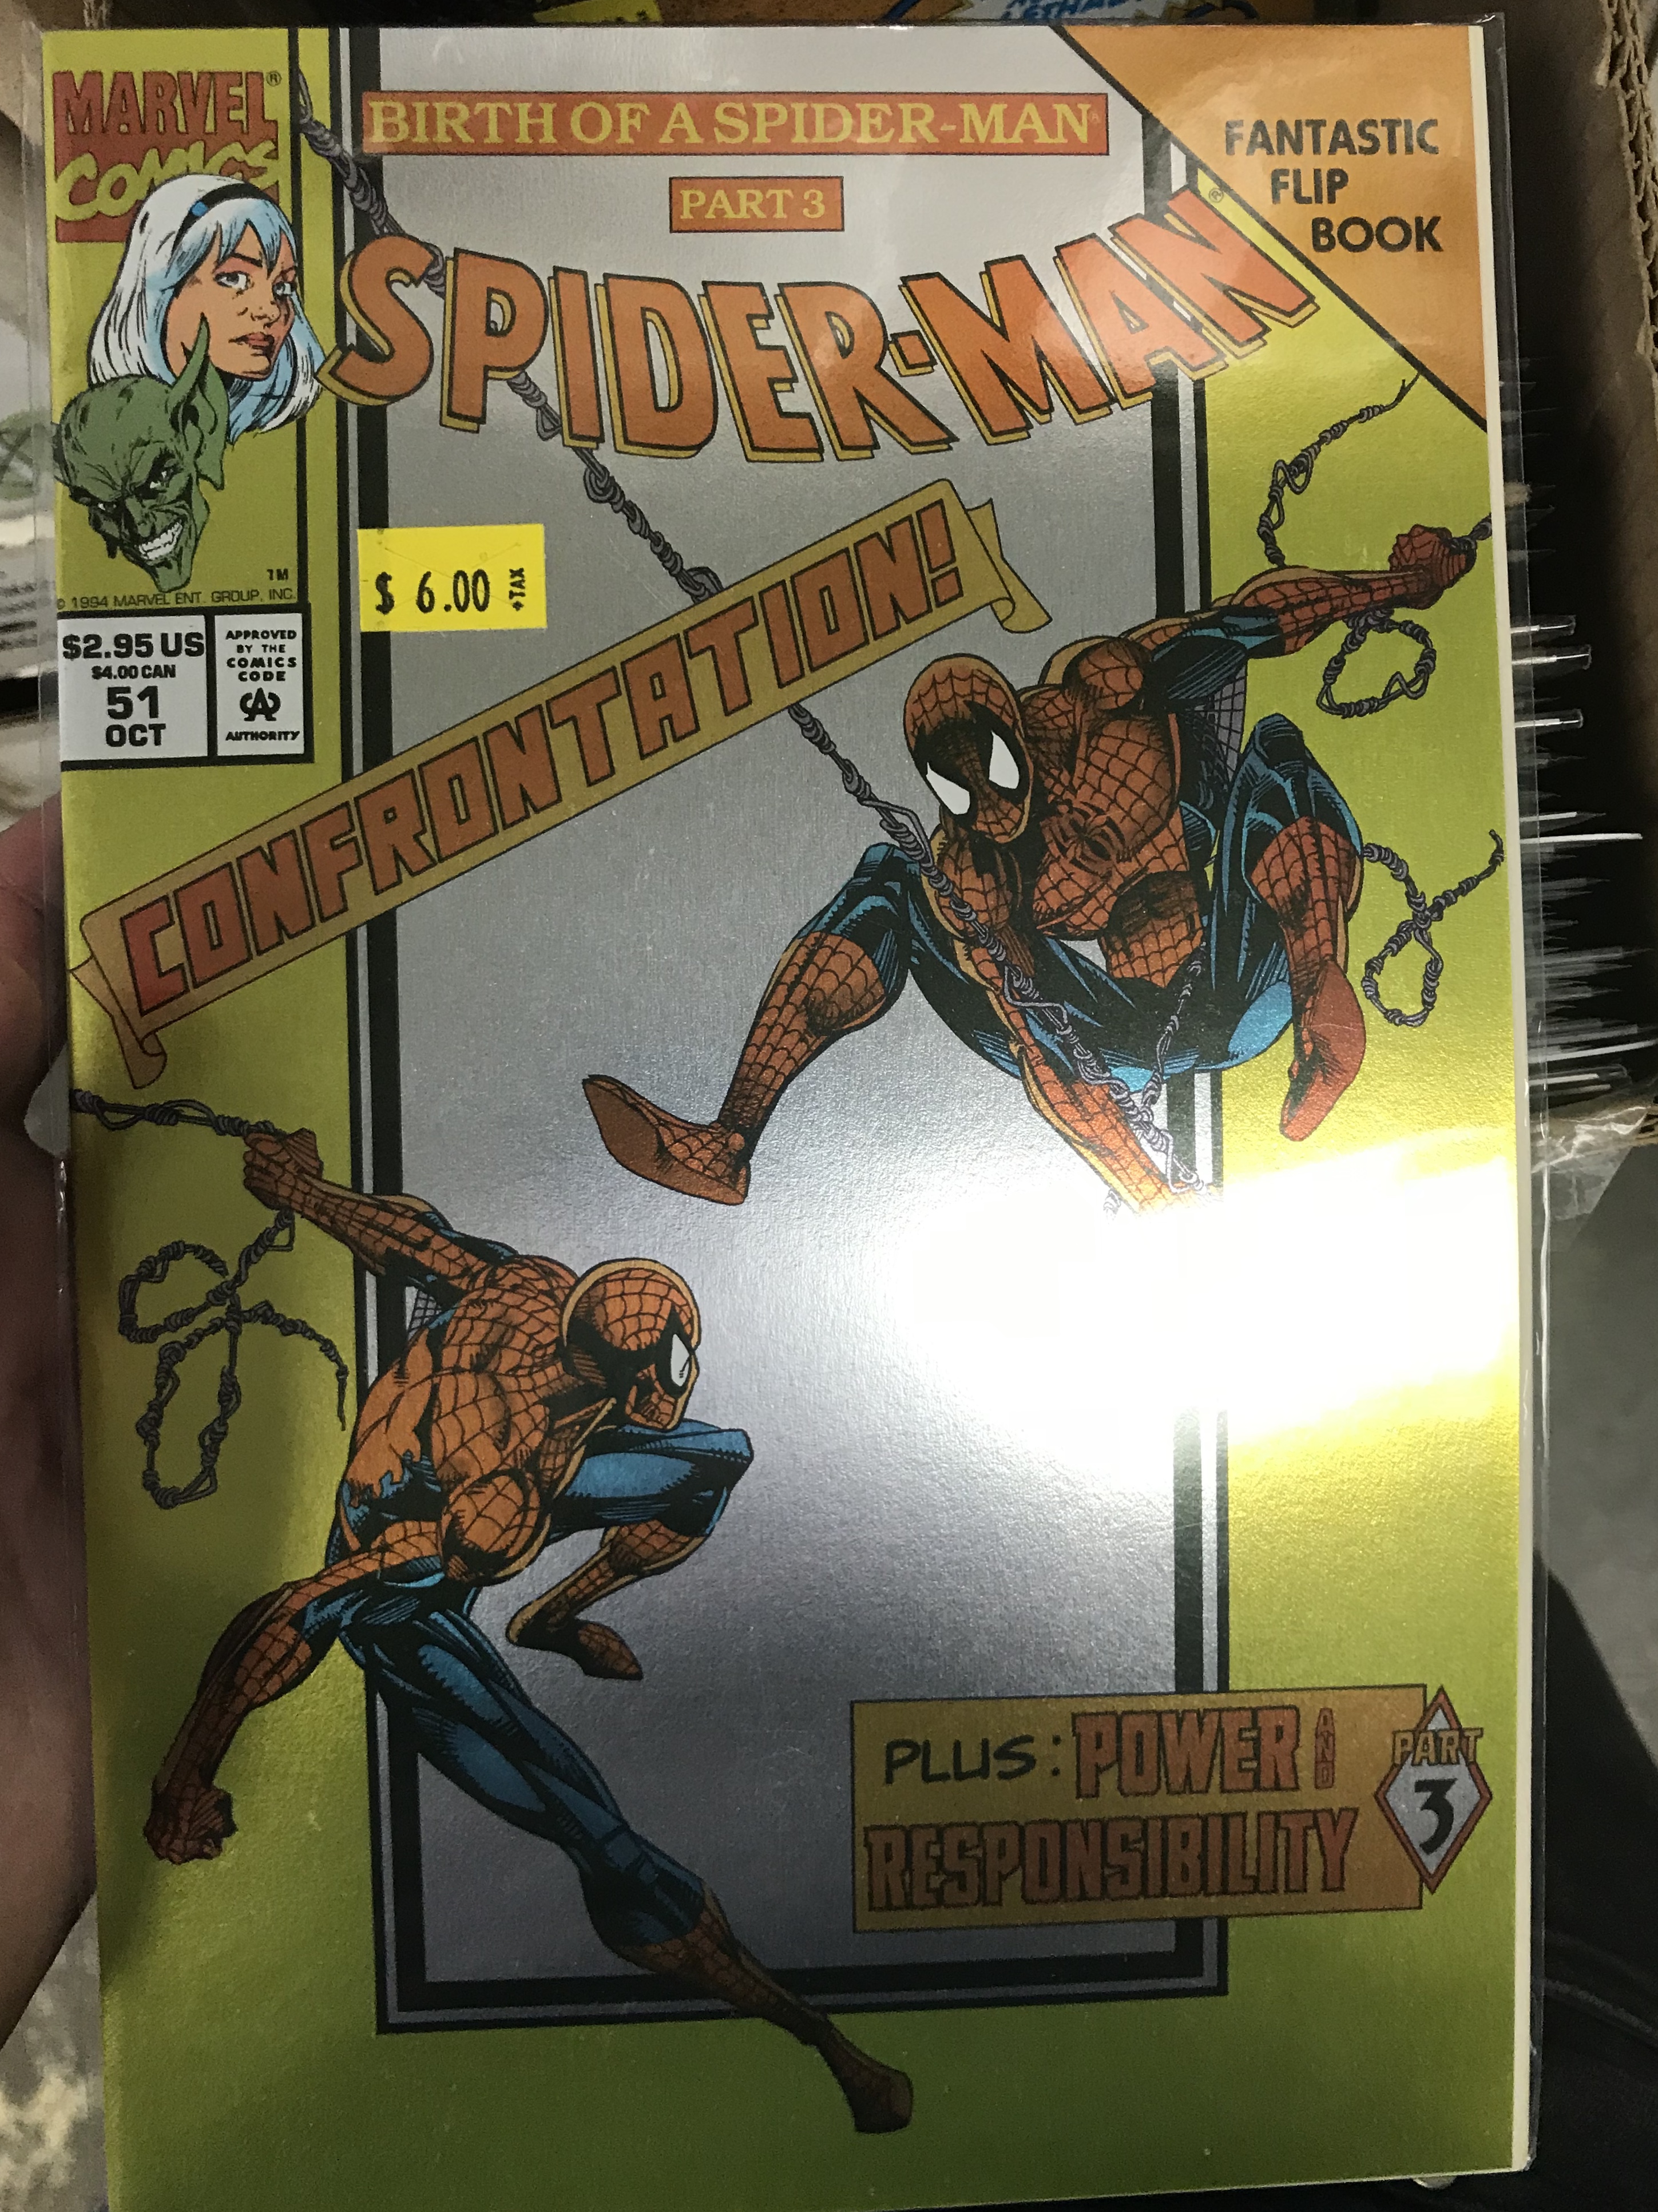 LETHAL
MARVEL®
COMICS
BIRTH OF A SPIDER-MAN®
PART 3
FANTASTIC
FLIP
BOOK
SPIDER-MAN®
TM
© 1994 MARVEL ENT. GROUP, INC.
$2.95 US
$4.00 CAN
51
OCT
APPROVED
BY THE
COMICS
CODE
CA
AUTHORITY
$ 6.00 +TAX
CONFRONTATION!
PLUS: POWER AND
RESPONSIBILITY
PART
3